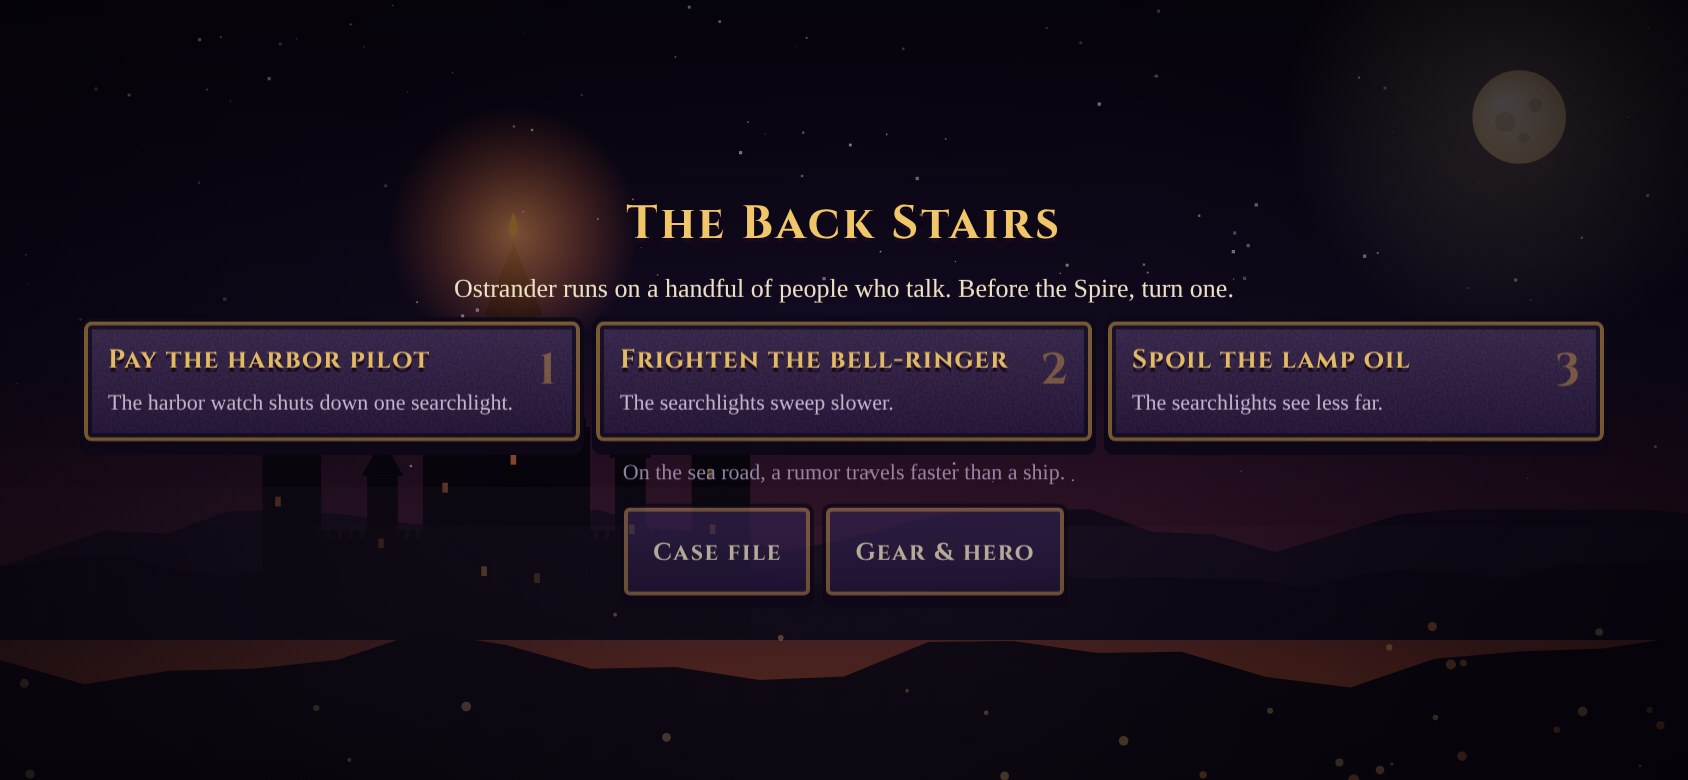 The Back Stairs
Ostrander runs on a handful of people who talk. Before the Spire, turn one.
Pay the harbor pilot
1
The harbor watch shuts down one searchlight.
Frighten the bell-ringer
2
The searchlights sweep slower.
Spoil the lamp oil
3
The searchlights see less far.
On the sea road, a rumor travels faster than a ship.
Case file
Gear & hero